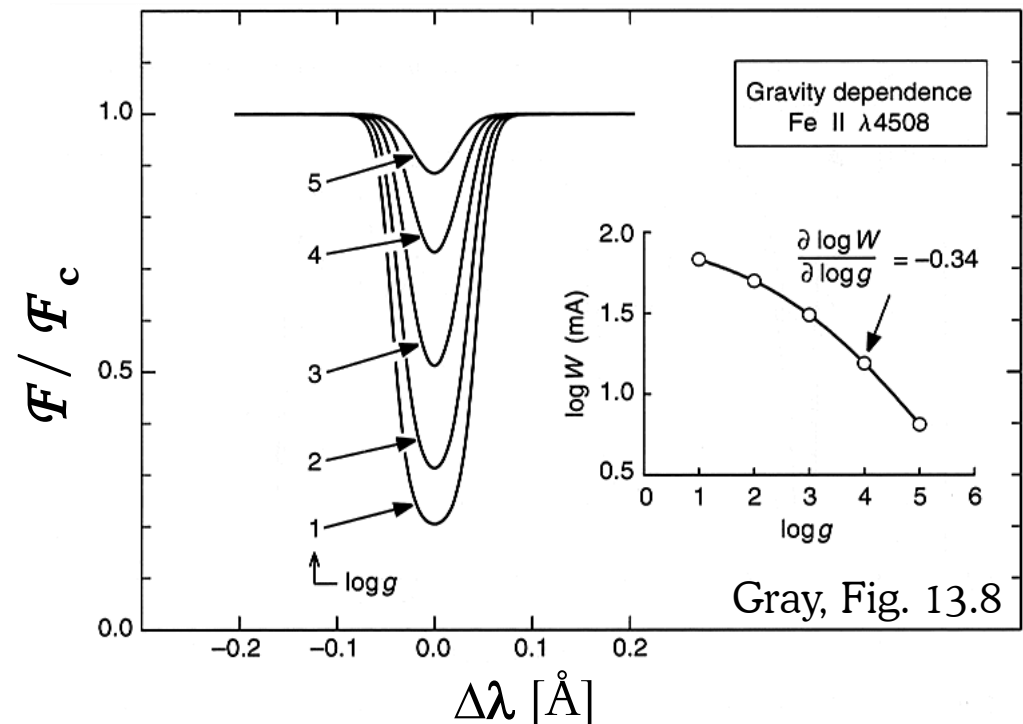 Gravity dependence
Fe II λ4508
1.0
0.5
0.0
ℱ / ℱ c
5
4
3
2
1
log g
−0.2
−0.1
0.0
0.1
0.2
Δλ [Å]
2.0
1.5
1.0
0.5
log W (mA)
∂ log W
∂ log g
= −0.34
0
1
2
3
4
5
6
log g
Gray, Fig. 13.8